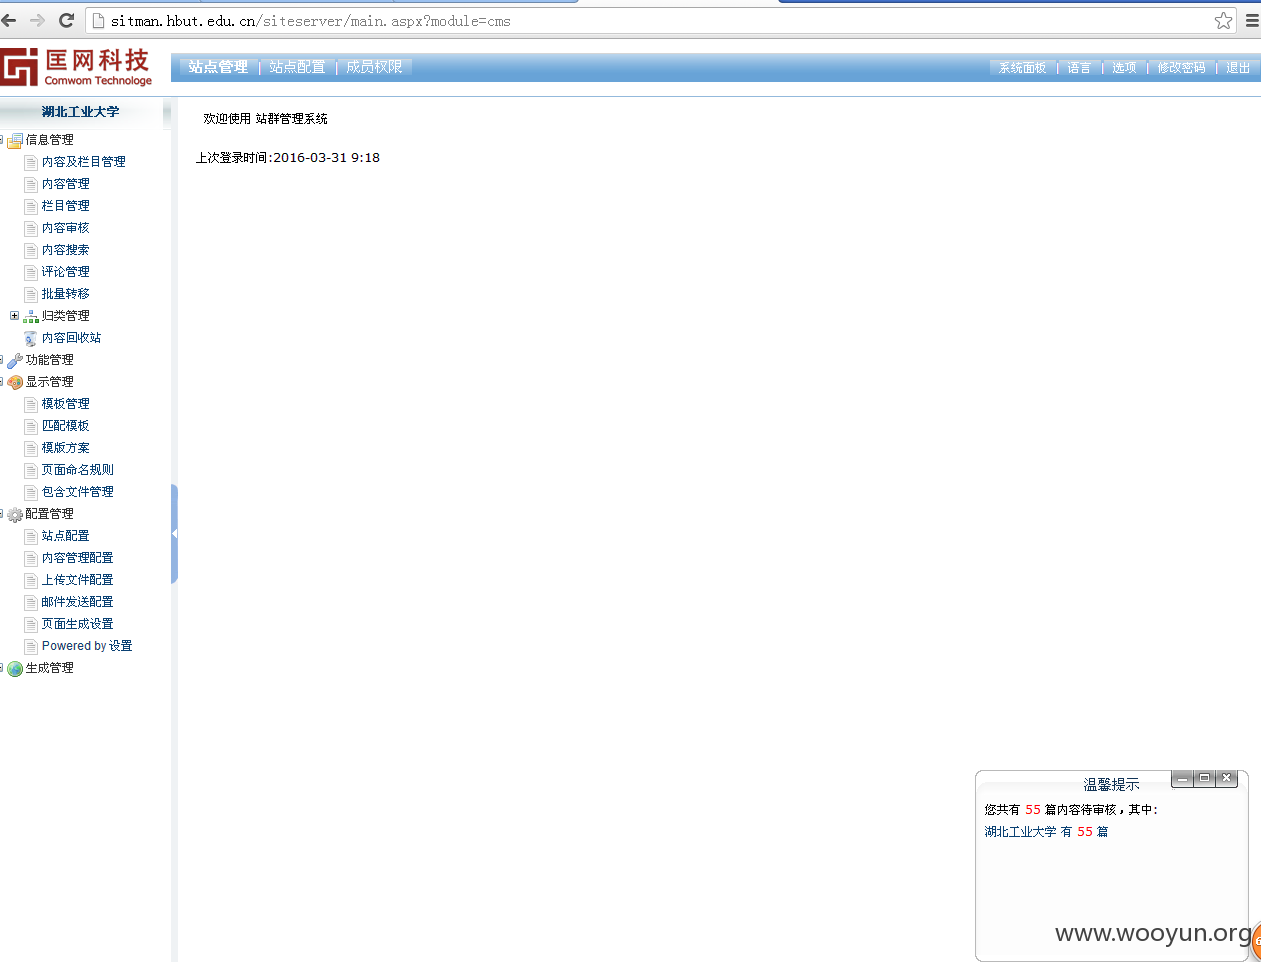 sitman.hbut.edu.cn/siteserver/main.aspx?module=cms
匡网科技
Comwom Technologe
站点管理 | 站点配置 | 成员权限
系统面板 | 语言 | 选项 | 修改密码 | 退出
湖北工业大学
欢迎使用 站群管理系统
上次登录时间:2016-03-31 9:18
信息管理
内容及栏目管理
内容管理
栏目管理
内容审核
内容搜索
评论管理
批量转移
归类管理
内容回收站
功能管理
显示管理
模板管理
匹配模板
模版方案
页面命名规则
包含文件管理
配置管理
站点配置
内容管理配置
上传文件配置
邮件发送配置
页面生成设置
Powered by 设置
生成管理
温馨提示
您共有 55 篇内容待审核，其中:
湖北工业大学 有 55 篇
www.wooyun.org